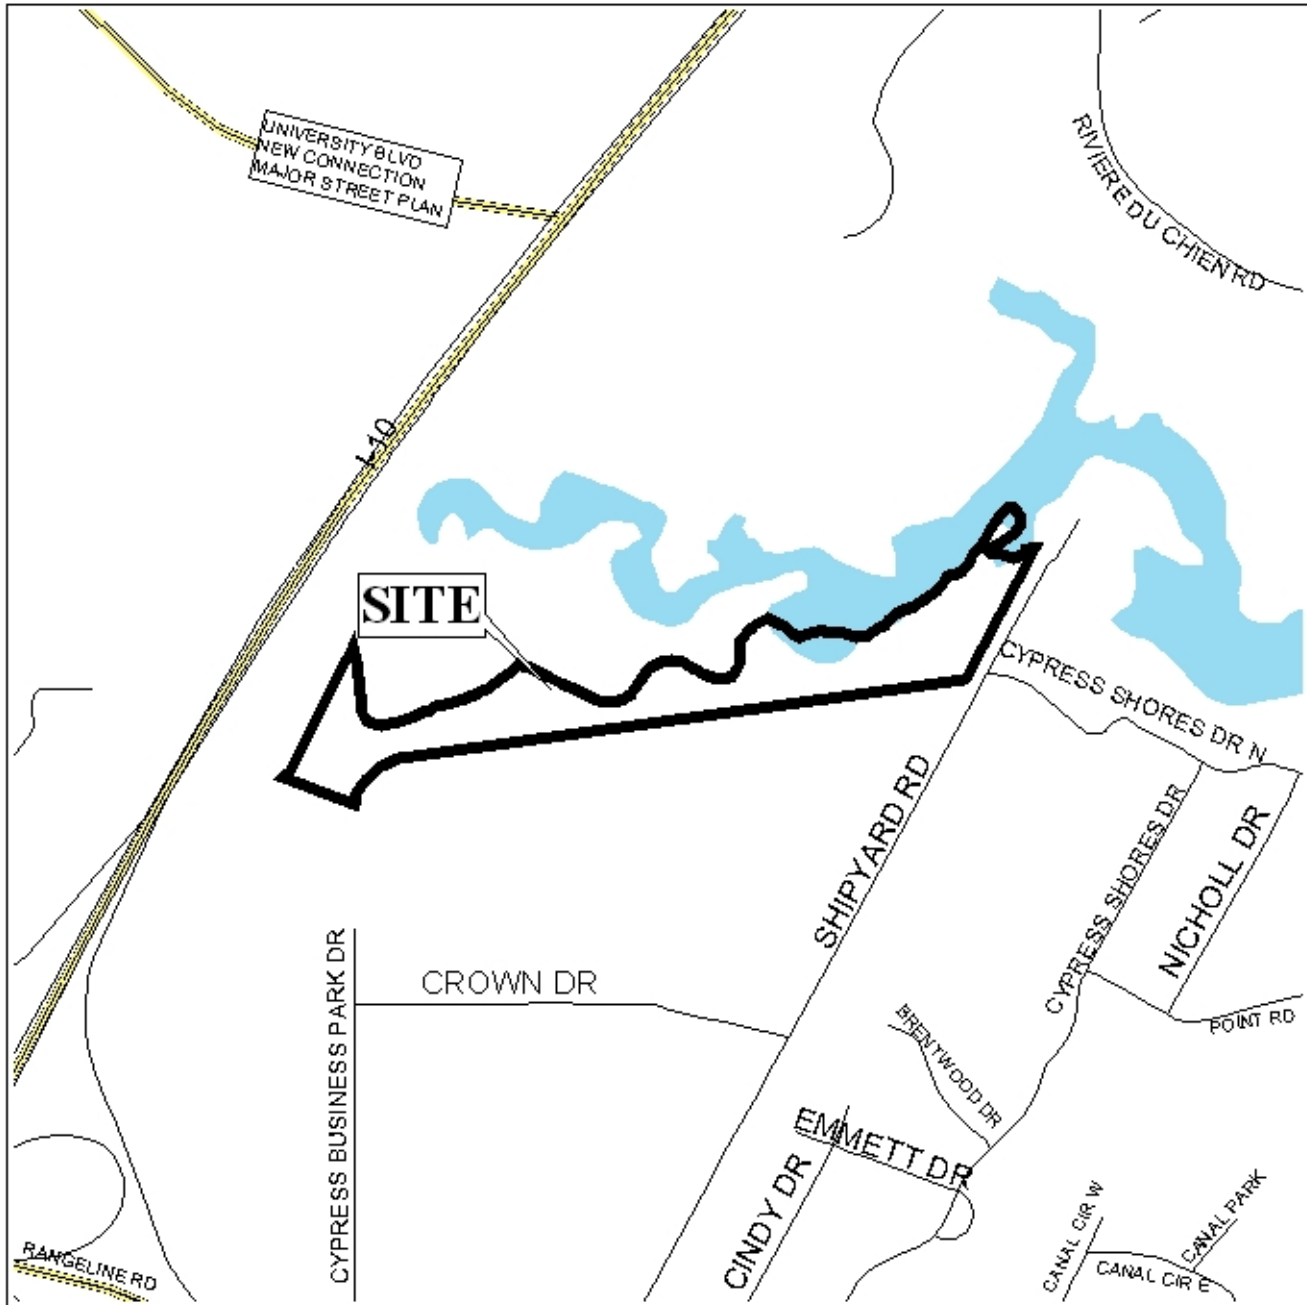 UNIVERSITY BLVD
NEW CONNECTION
MAJOR STREET PLAN
RIVIERE DU CHIEN RD
I-10
SITE
CYPRESS SHORES DR N
SHIPYARD RD
CYPRESS SHORES DR
NICHOLL DR
CROWN DR
CYPRESS BUSINESS PARK DR
BRENTWOOD DR
POINT RD
EMMETT DR
CINDY DR
CANAL CIR W
CANAL PARK
CANAL CIR E
RANGELINE RD